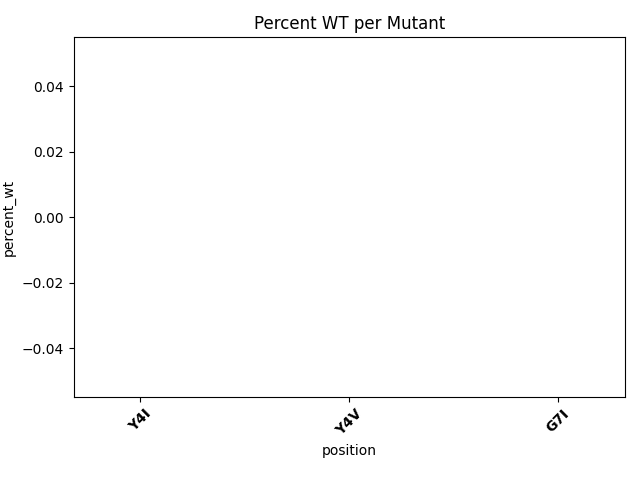 Percent WT per Mutant
percent_wt
0.04
0.02
0.00
−0.02
−0.04
Y4I
Y4V
G7I
position